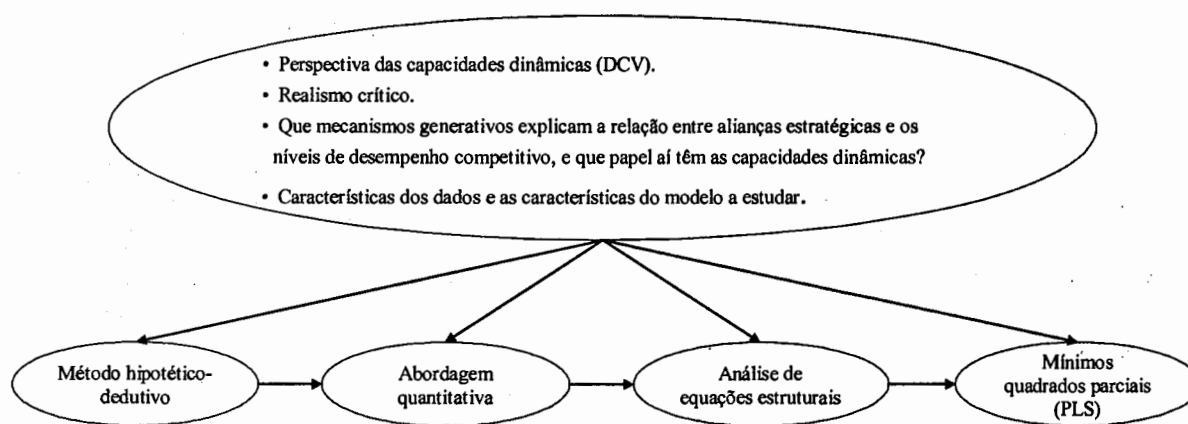 • Perspectiva das capacidades dinâmicas (DCV).
• Realismo crítico.
• Que mecanismos generativos explicam a relação entre alianças estratégicas e os
níveis de desempenho competitivo, e que papel aí têm as capacidades dinâmicas?
• Características dos dados e as características do modelo a estudar.
Método hipotético-
dedutivo
Abordagem
quantitativa
Análise de
equações estruturais
Mínimos
quadrados parciais
(PLS)